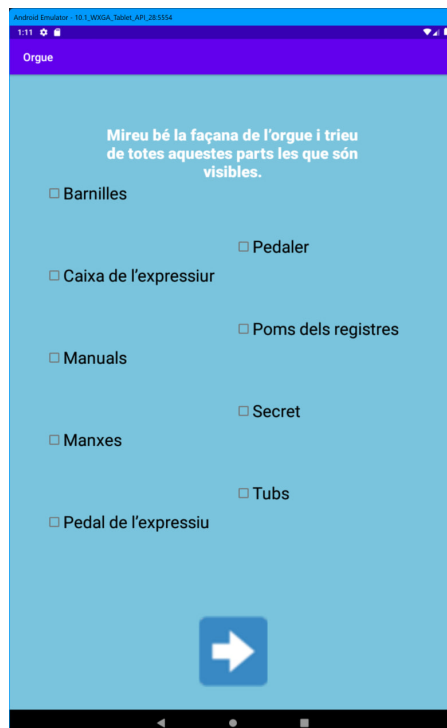 Android Emulator - 10.1_WXGA_Tablet_API_28:5554
1:11
Orgue
Mireu bé la façana de l'orgue i trieu
de totes aquestes parts les que són
visibles.
Barnilles
Pedaler
Caixa de l'expressiur
Poms dels registres
Manuals
Secret
Manxes
Tubs
Pedal de l'expressiu